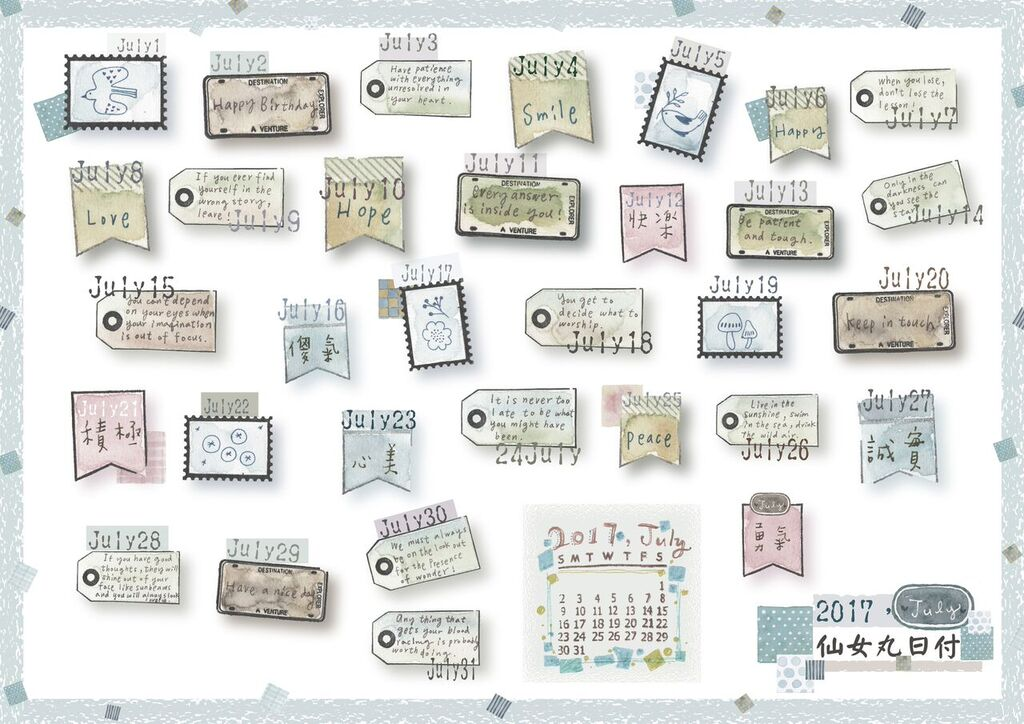 July1
July2
DESTINATION
Happy Birthday
EXPLORER
A VENTURE
July3
Have patience
with everything
unresolved in
your heart.
July4
Smile
July5
July6
Happy
When you lose,
don't lose the
lesson!
July7
July8
Love
If you ever find
yourself in the
wrong story,
leave!
July9
July10
Hope
July11
DESTINATION
Every answer
is inside you!
EXPLORER
A VENTURE
July12
快樂
July13
DESTINATION
Be patient
and tough.
EXPLORER
A VENTURE
Only in the
darkness can
you see the
July14
July15
You can't depend
on your eyes when
your imagination
is out of focus.
July16
傻氣
July17
You get to
decide what to
worship.
July18
July19
July20
DESTINATION
Keep in touch
EXPLORER
A VENTURE
July21
積極
July22
July23
心美
It is never too
late to be what
you might have
been.
24July
July25
peace
Live in the
sunshine, swim
in the sea, drink
the wild air.
July26
July27
誠實
July28
If you have good
thoughts, they will
shine out of your
face like sunbeams
and you will always look
July29
DESTINATION
Have a nice day
EXPLORER
A VENTURE
July30
We must always
be on the look out
for the presence
of wonder!
Any thing that
gets your blood
racing is probably
worth doing.
July31
2017, July
S M T W T F S
1
2 3 4 5 6 7 8
9 10 11 12 13 14 15
16 17 18 19 20 21 22
23 24 25 26 27 28 29
30 31
July
勇氣
2017, July
仙女丸日付